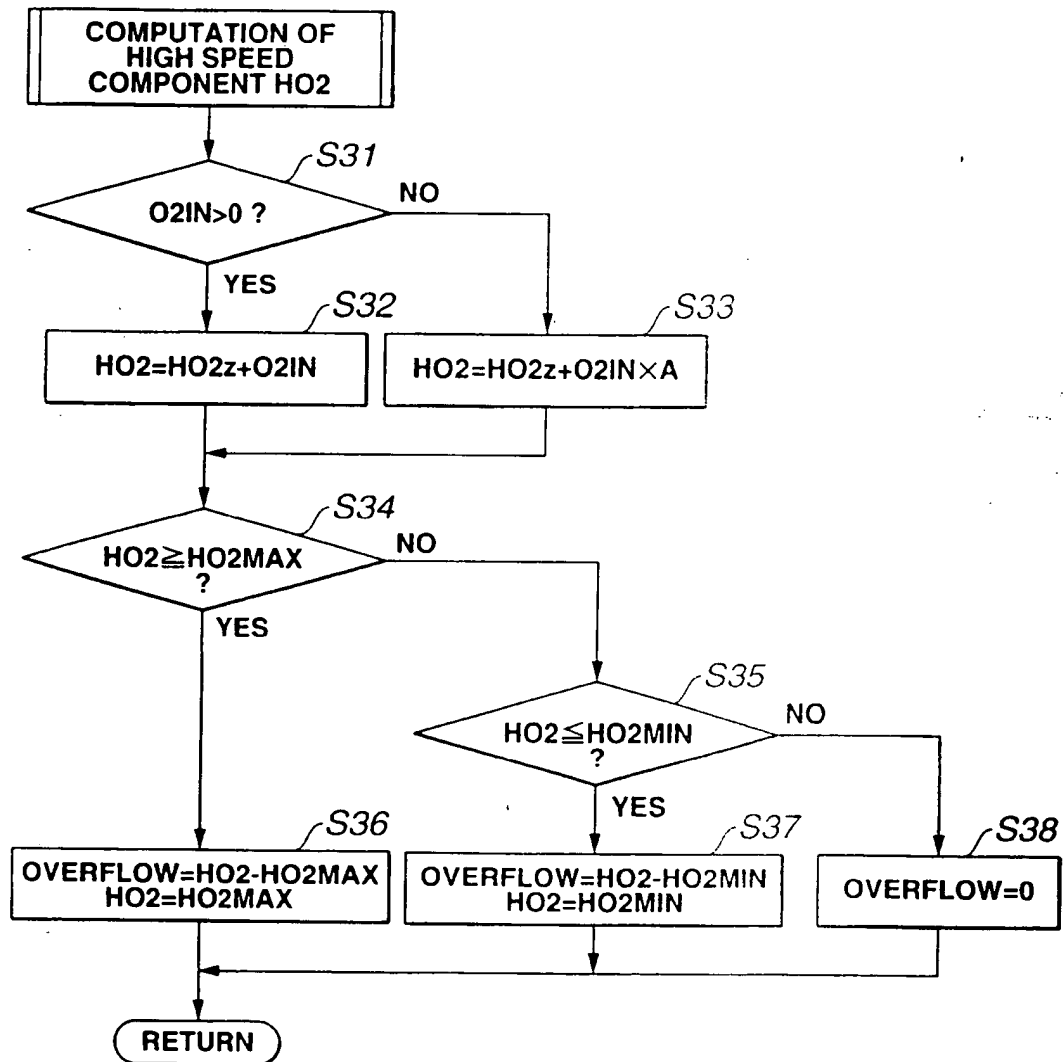 COMPUTATION OF
HIGH SPEED
COMPONENT HO2
S31
O2IN>0 ?
NO
YES
S32
HO2=HO2z+O2IN
S33
HO2=HO2z+O2IN×A
S34
HO2≧HO2MAX
?
NO
YES
S35
HO2≦HO2MIN
?
NO
YES
S36
OVERFLOW=HO2-HO2MAX
HO2=HO2MAX
S37
OVERFLOW=HO2-HO2MIN
HO2=HO2MIN
S38
OVERFLOW=0
RETURN